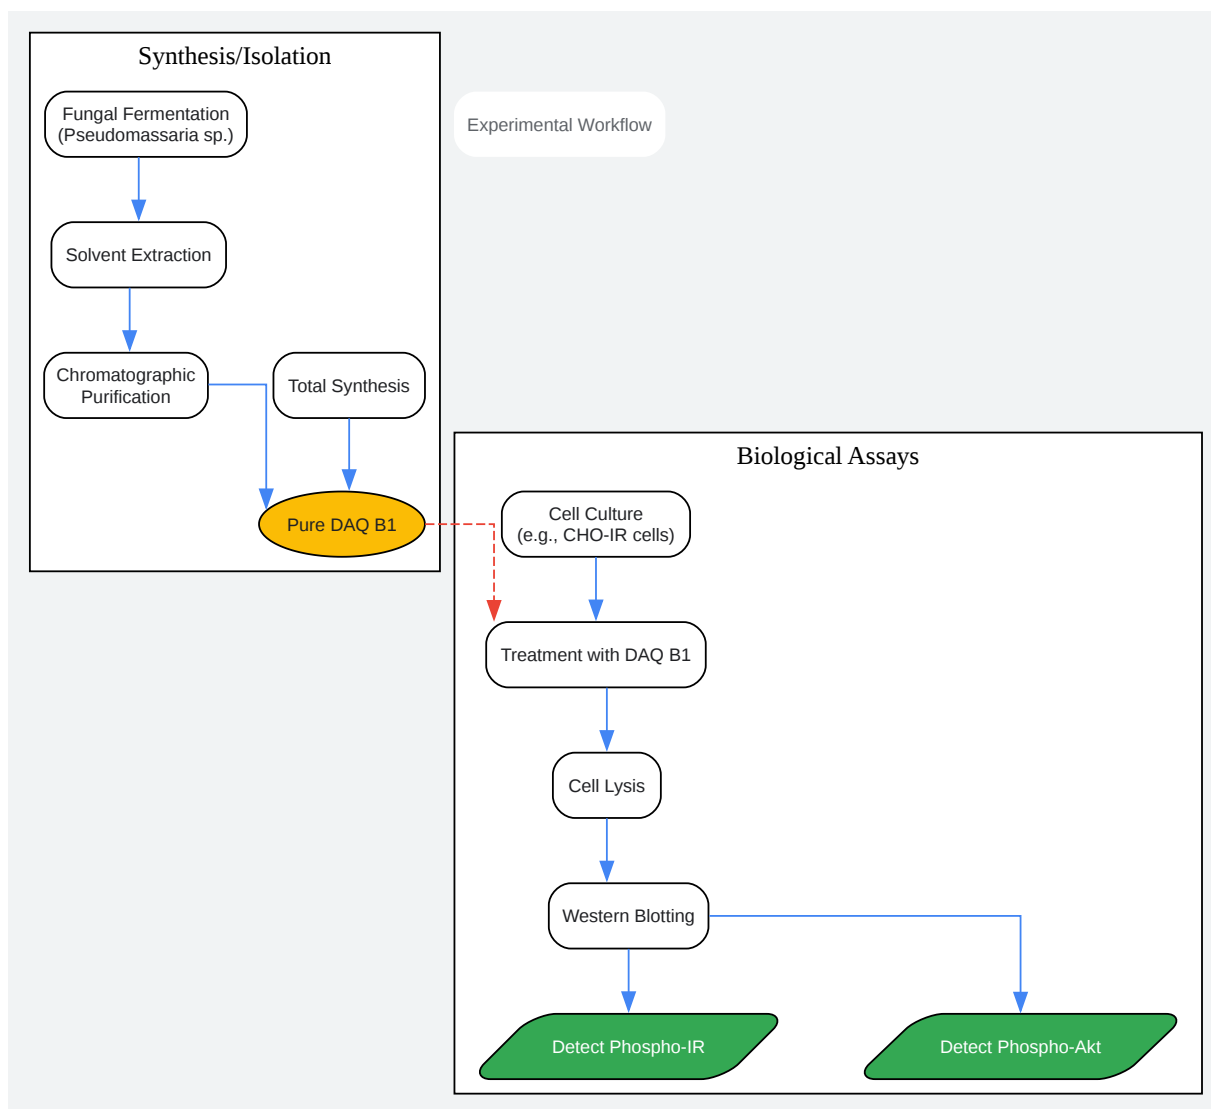 Synthesis/Isolation
Fungal Fermentation
(Pseudomassaria sp.)
Experimental Workflow
Solvent Extraction
Chromatographic
Purification
Total Synthesis
Pure DAQ B1
Biological Assays
Cell Culture
(e.g., CHO-IR cells)
Treatment with DAQ B1
Cell Lysis
Western Blotting
Detect Phospho-IR
Detect Phospho-Akt